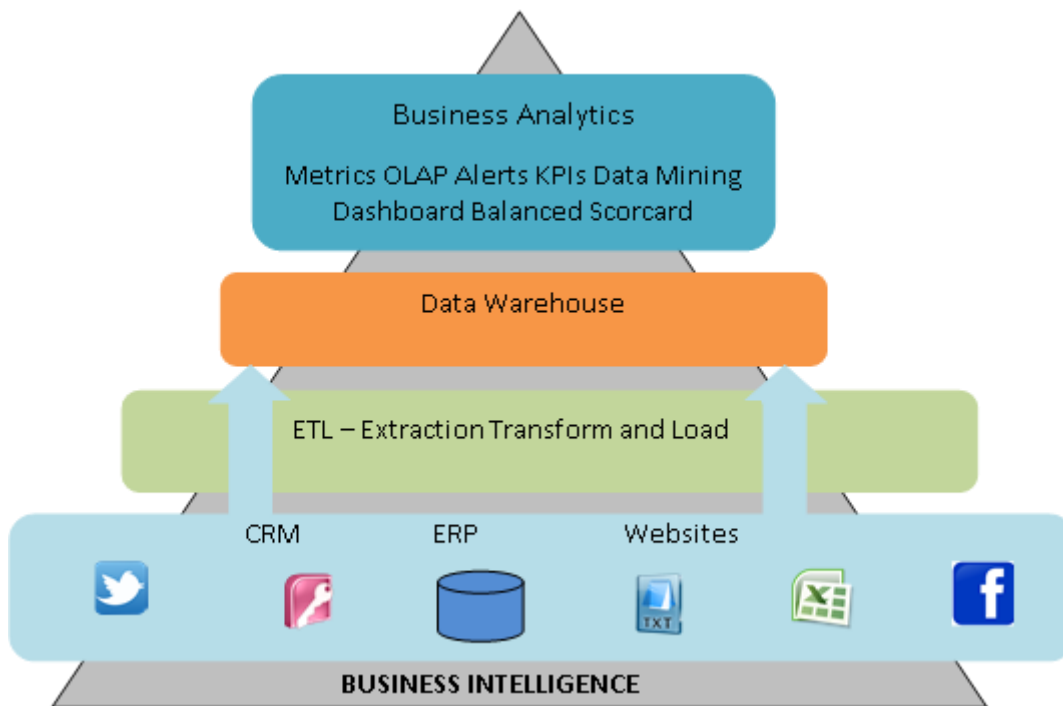 Business Analytics
Metrics OLAP Alerts KPIs Data Mining
Dashboard Balanced Scorcard
Data Warehouse
ETL – Extraction Transform and Load
CRM ERP Websites
TXT
BUSINESS INTELLIGENCE